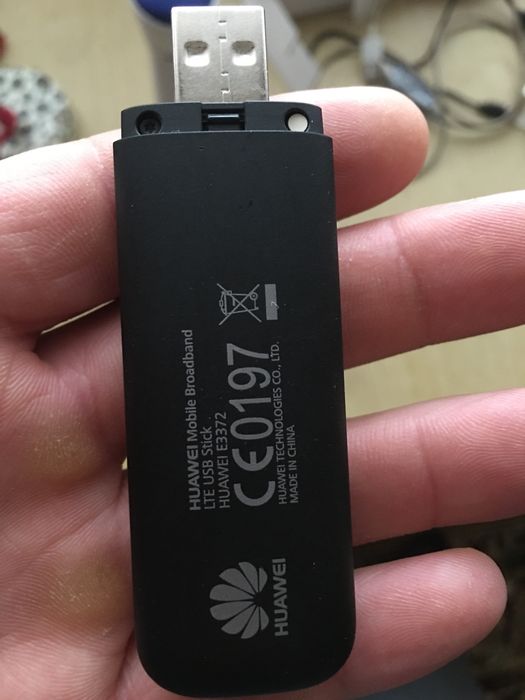 HUAWEI Mobile Broadband
LTE USB Stick
HUAWEI E3372
CE0197
HUAWEI TECHNOLOGIES CO., LTD.
MADE IN CHINA
HUAWEI